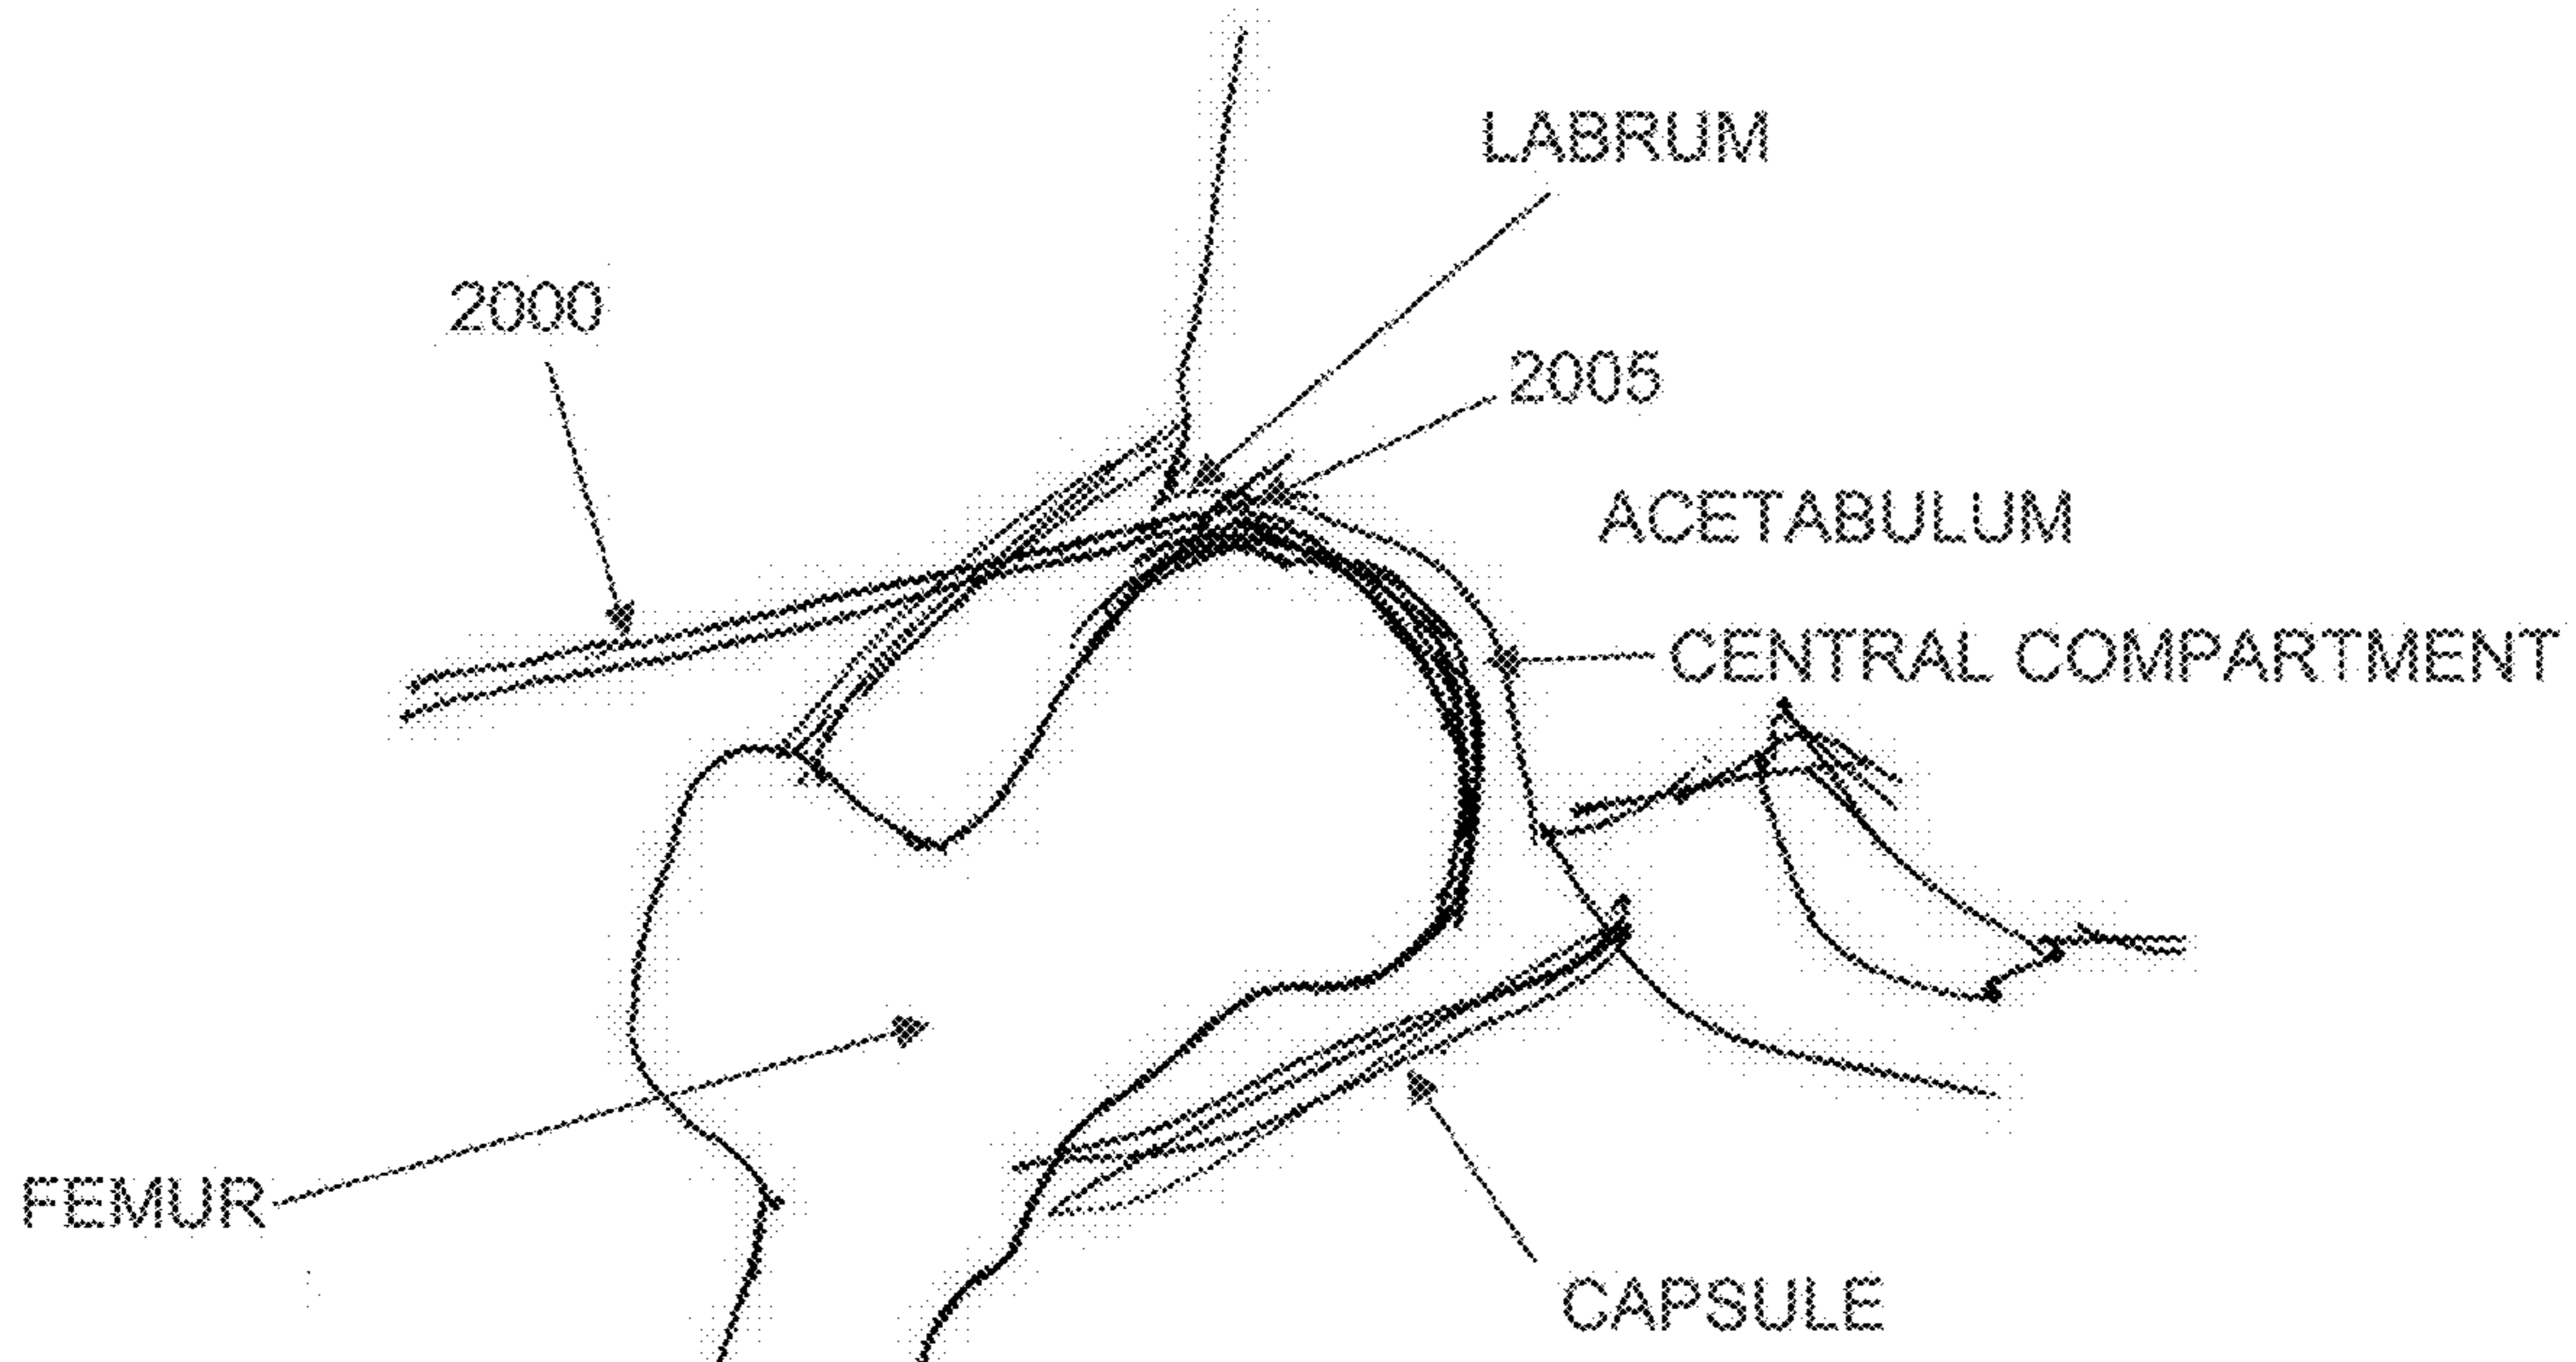 LABRUM
2000
2005
ACETABULUM
CENTRAL COMPARTMENT
FEMUR
CAPSULE